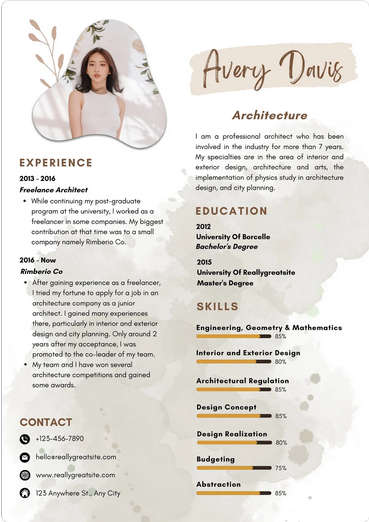 Avery Davis
Architecture
I am a professional architect who has been
involved in the industry for more than 7 years.
My specialties are in the area of interior and
exterior design, architecture and arts, the
implementation of physics study in architecture
design, and city planning.
EXPERIENCE
2013 - 2016
Freelance Architect
• While continuing my post-graduate
program at the university, I worked as a
freelancer in some companies. My biggest
contribution at that time was to a small
company namely Rimberio Co.
2016 - Now
Rimberio Co
• After gaining experience as a freelancer,
I tried my fortune to apply for a job in an
architecture company as a junior
architect. I gained many experiences
there, particularly in interior and exterior
design and city planning. Only around 2
years after my acceptance, I was
promoted to the co-leader of my team.
• My team and I have won several
architecture competitions and gained
some awards.
CONTACT
+123-456-7890
hello@reallygreatsite.com
www.reallygreatsite.com
123 Anywhere St., Any City
EDUCATION
2012
University Of Borcelle
Bachelor's Degree
2015
University Of Reallygreatsite
Master's Degree
SKILLS
Engineering, Geometry & Mathematics
85%
Interior and Exterior Design
80%
Architectural Regulation
85%
Design Concept
85%
Design Realization
80%
Budgeting
75%
Abstraction
85%